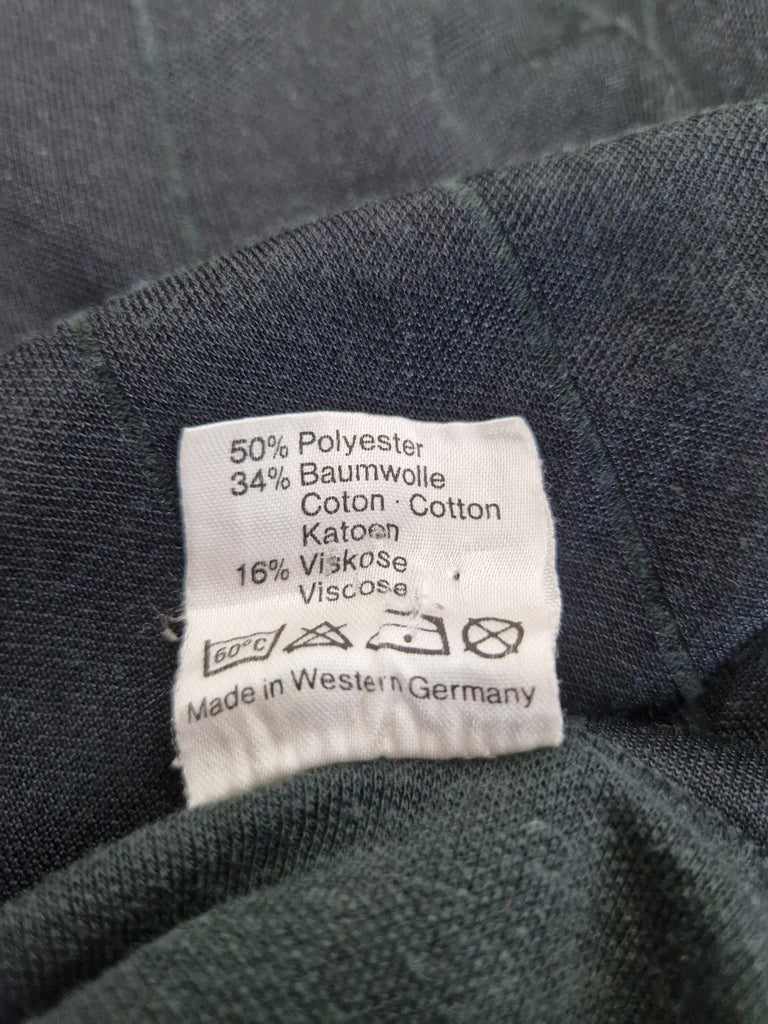 50% Polyester
34% Baumwolle
Coton · Cotton
Katoen
16% Viskose
Viscose
60°C
Made in Western Germany